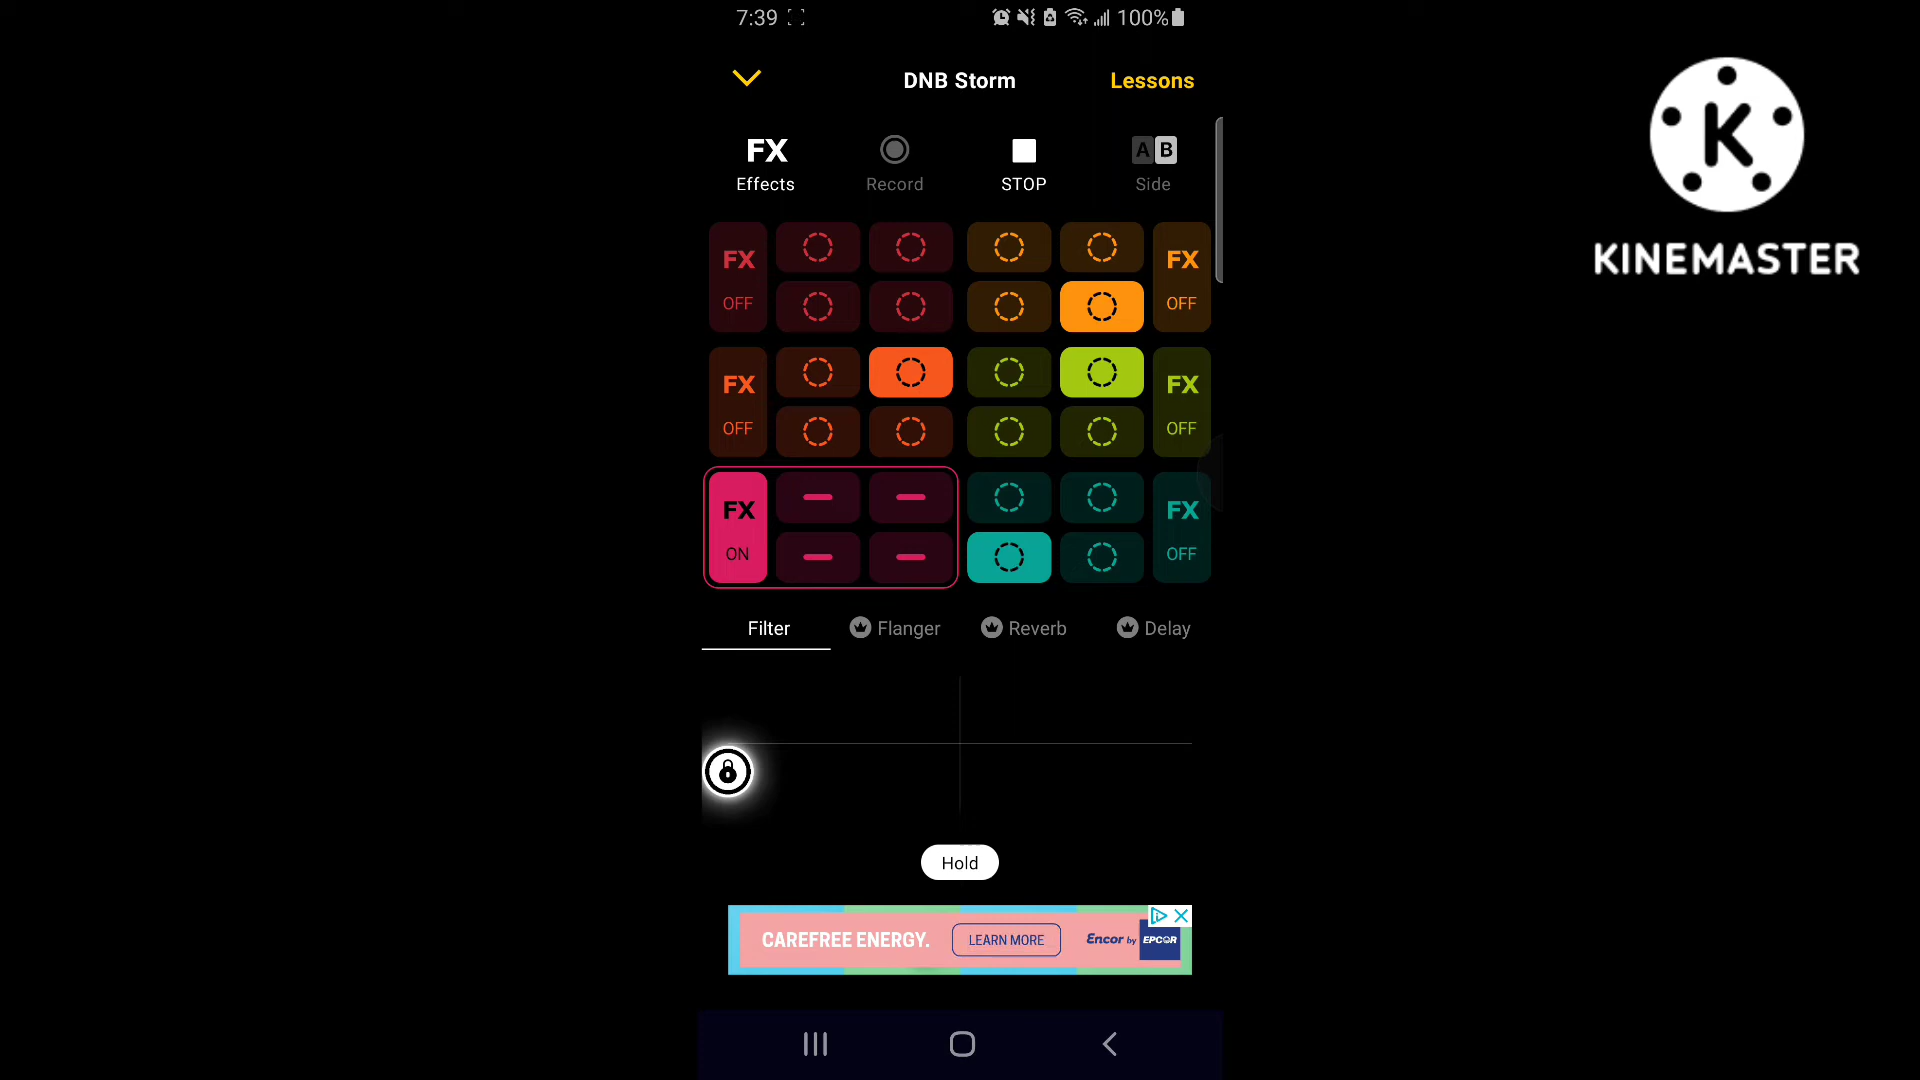 7:39 100%
DNB Storm Lessons
FX A B
Effects Record STOP Side
FX FX
OFF OFF
FX FX
OFF OFF
FX FX
ON OFF
Filter Flanger Reverb Delay
Hold
CAREFREE ENERGY. LEARN MORE Encor by EPCOR
K
KINEMASTER